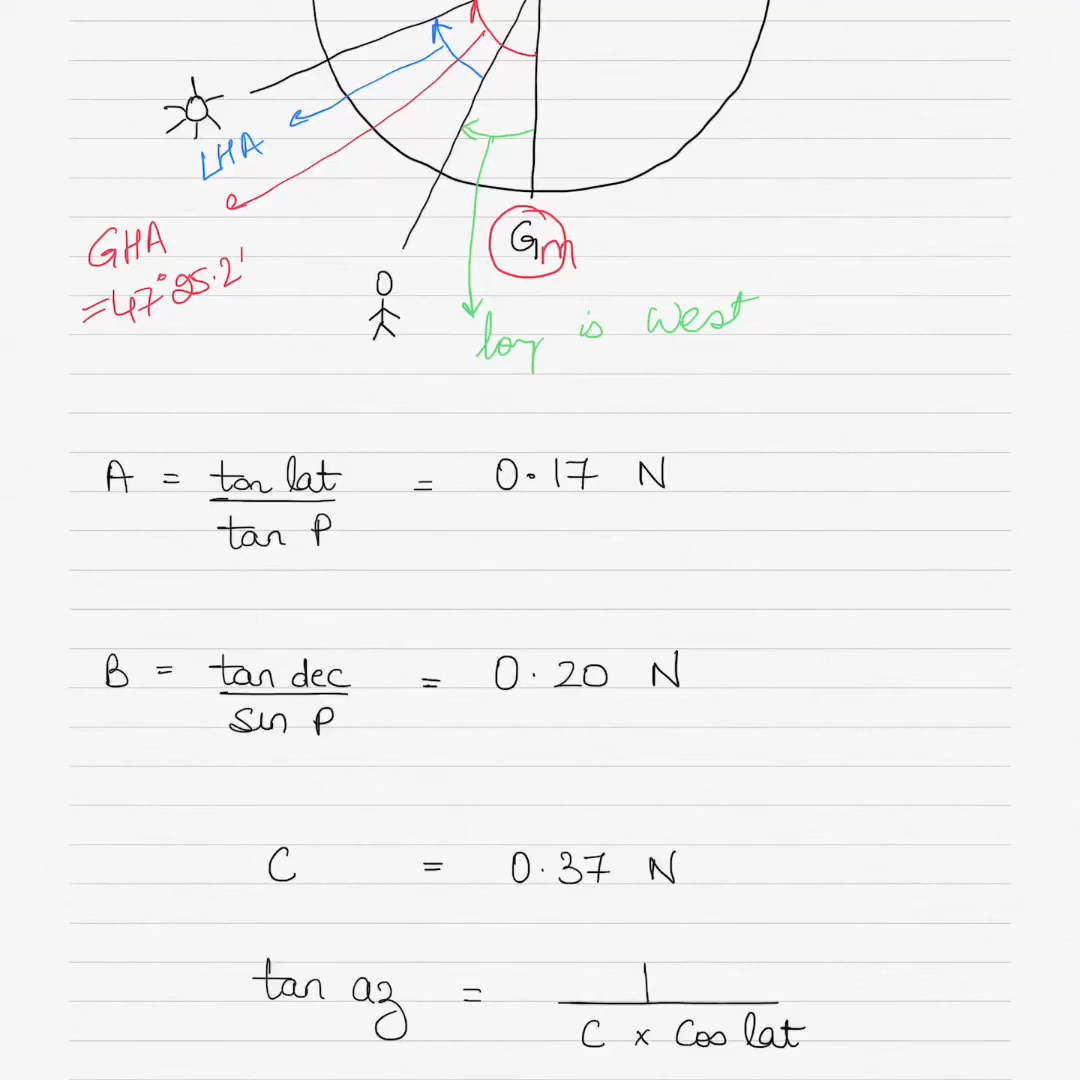 LHA
GHA
= 47° 25.2'
Gm
long is west
A = tan lat / tan P = 0.17 N
B = tan dec / sin P = 0.20 N
C = 0.37 N
tan az = 1 / C x Cos lat